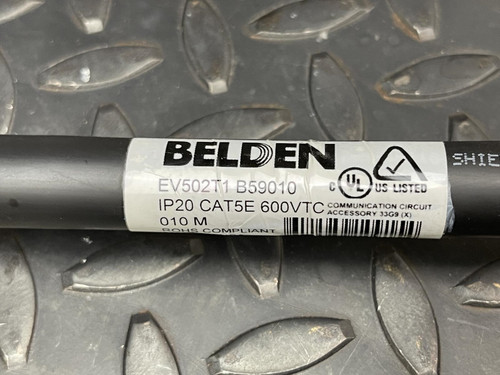 BELDEN
EV502T1 B59010
IP20 CAT5E 600VTC
010 M
ROHS COMPLIANT
C UL US LISTED
COMMUNICATION CIRCUIT
ACCESSORY 33G9 (X)
SHIE